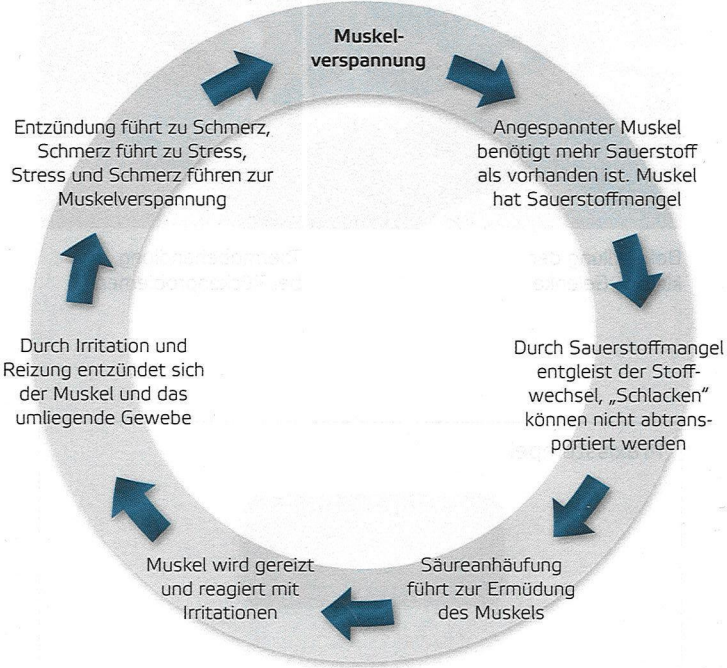 Muskel-
verspannung
Angespannter Muskel
benötigt mehr Sauerstoff
als vorhanden ist. Muskel
hat Sauerstoffmangel
Durch Sauerstoffmangel
entgleist der Stoff-
wechsel, „Schlacken“
können nicht abtrans-
portiert werden
Säureanhäufung
führt zur Ermüdung
des Muskels
Muskel wird gereizt
und reagiert mit
Irritationen
Durch Irritation und
Reizung entzündet sich
der Muskel und das
umliegende Gewebe
Entzündung führt zu Schmerz,
Schmerz führt zu Stress,
Stress und Schmerz führen zur
Muskelverspannung